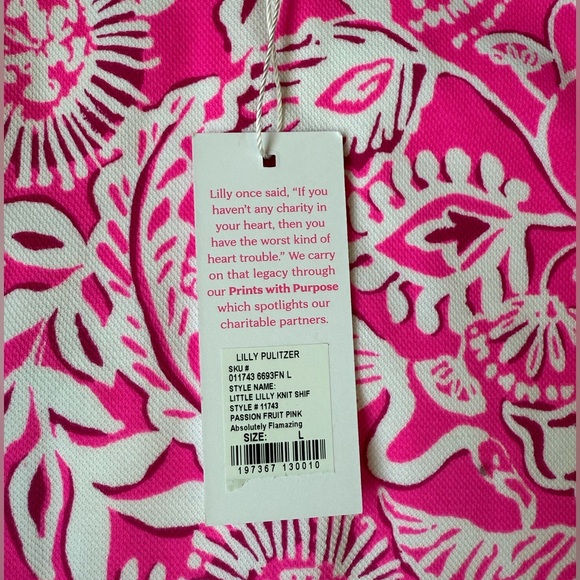 Lilly once said, “If you
haven't any charity in
your heart, then you
have the worst kind of
heart trouble.” We carry
on that legacy through
our Prints with Purpose
which spotlights our
charitable partners.
LILLY PULITZER
SKU #
011743 6693FN L
STYLE NAME:
LITTLE LILLY KNIT SHIF
STYLE # 11743
PASSION FRUIT PINK
Absolutely Flamazing
SIZE: L
197367 130010